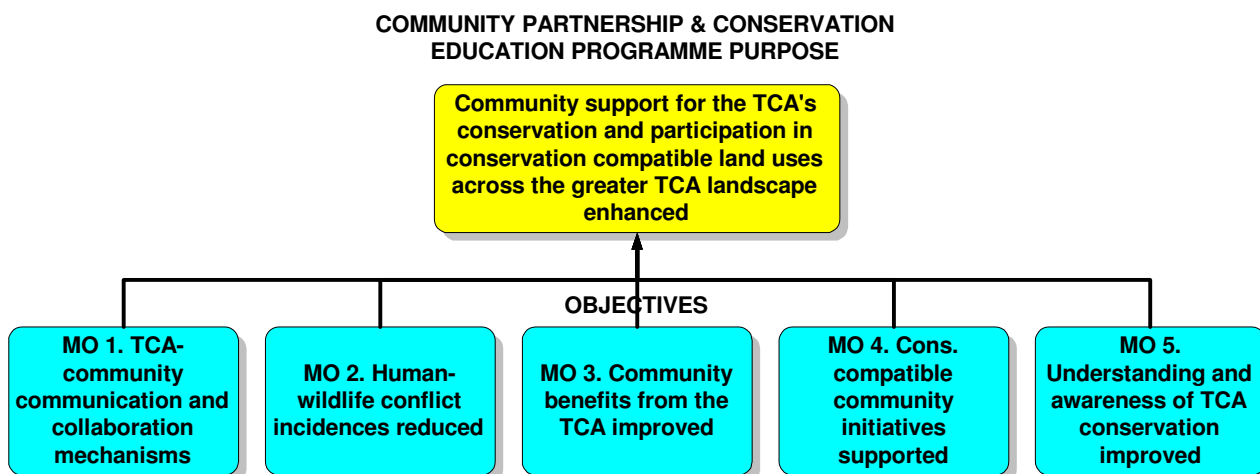 COMMUNITY PARTNERSHIP & CONSERVATION
EDUCATION PROGRAMME PURPOSE
Community support for the TCA's
conservation and participation in
conservation compatible land uses
across the greater TCA landscape
enhanced
OBJECTIVES
MO 1. TCA-
community
communication and
collaboration
mechanisms
MO 2. Human-
wildlife conflict
incidences reduced
MO 3. Community
benefits from the
TCA improved
MO 4. Cons.
compatible
community
initiatives
supported
MO 5.
Understanding and
awareness of TCA
conservation
improved